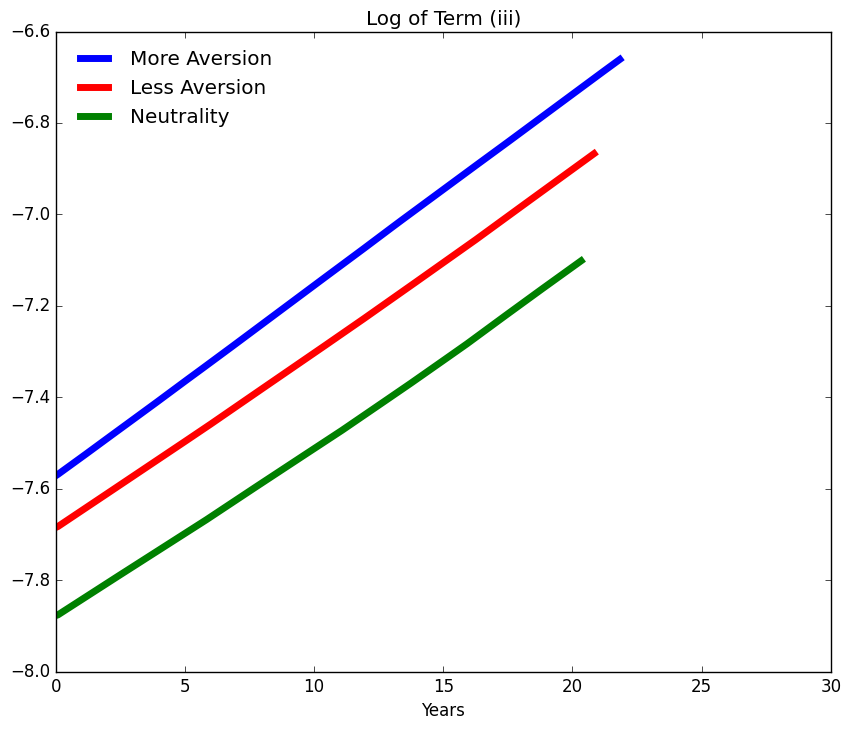 Log of Term (iii)
More Aversion
Less Aversion
Neutrality
−6.6
−6.8
−7.0
−7.2
−7.4
−7.6
−7.8
−8.0
0 5 10 15 20 25 30
Years